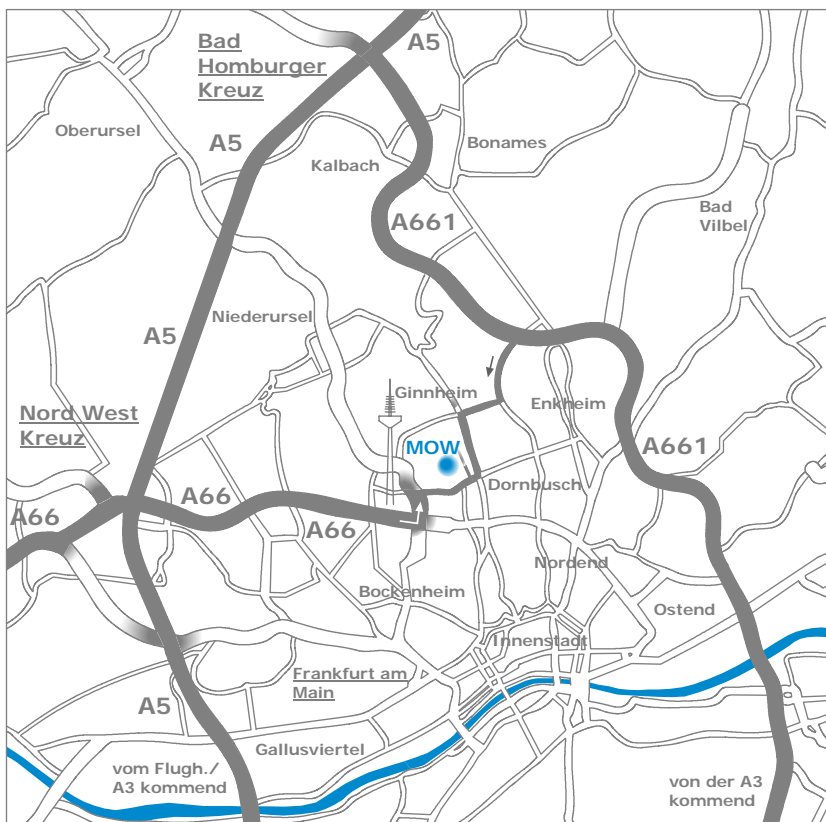 Bad
Homburger
Kreuz
A5
Oberursel
A5
Kalbach
Bonames
Bad
Vilbel
A661
Niederursel
A5
Ginnheim
Enkheim
Nord West
Kreuz
MOW
A661
Dornbusch
A66
A66
A66
Nordend
Bockenheim
Ostend
Innenstadt
Frankfurt am
Main
A5
Gallusviertel
vom Flugh./
A3 kommend
von der A3
kommend